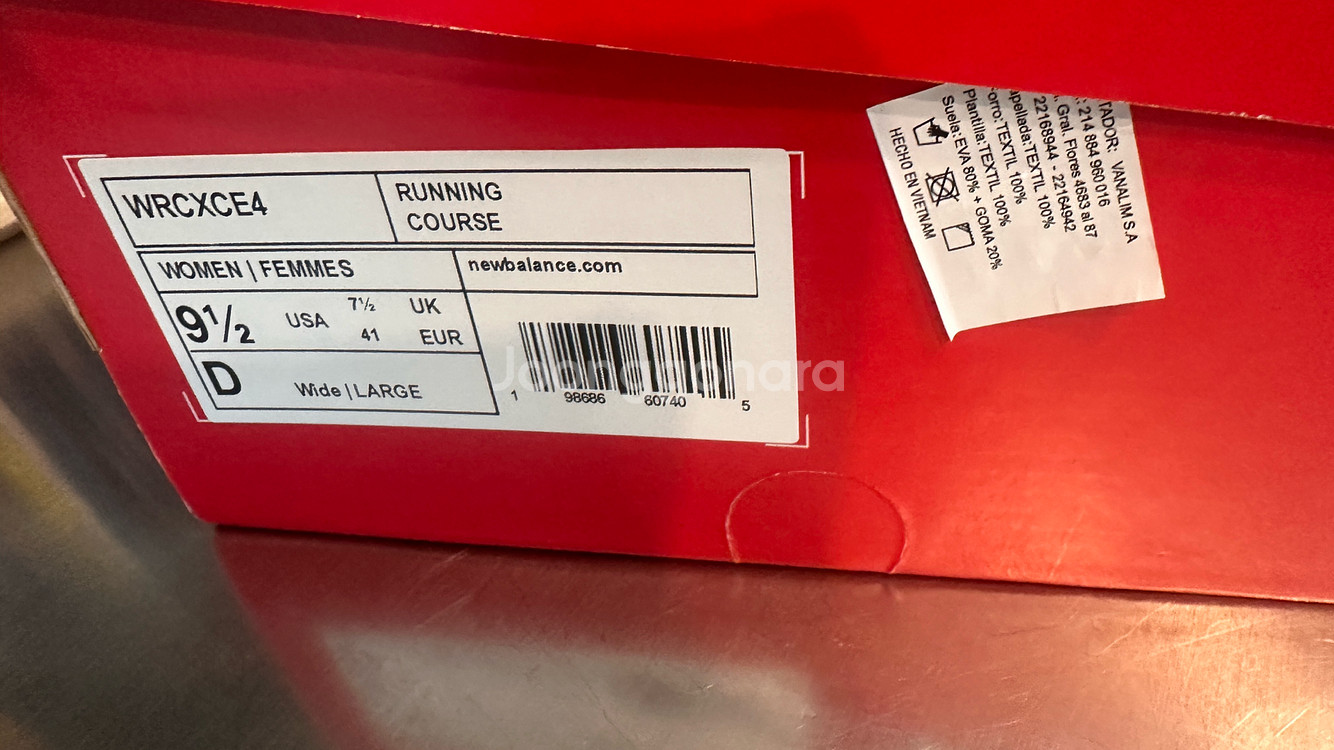 WRCXCE4
RUNNING
COURSE
WOMEN | FEMMES
newbalance.com
9½ USA 7½ UK
41 EUR
D Wide | LARGE
1 98686 60740 5
Joonggonara
TADOR: VANALIM S.A
: 214 884 960 016
. Gral. Flores 4683 al 87
22168944 - 22164942
apellada:TEXTIL 100%
orro: TEXTIL 100%
Plantilla:TEXTIL 100%
Suela:EVA 80% + GOMA 20%
HECHO EN VIETNAM